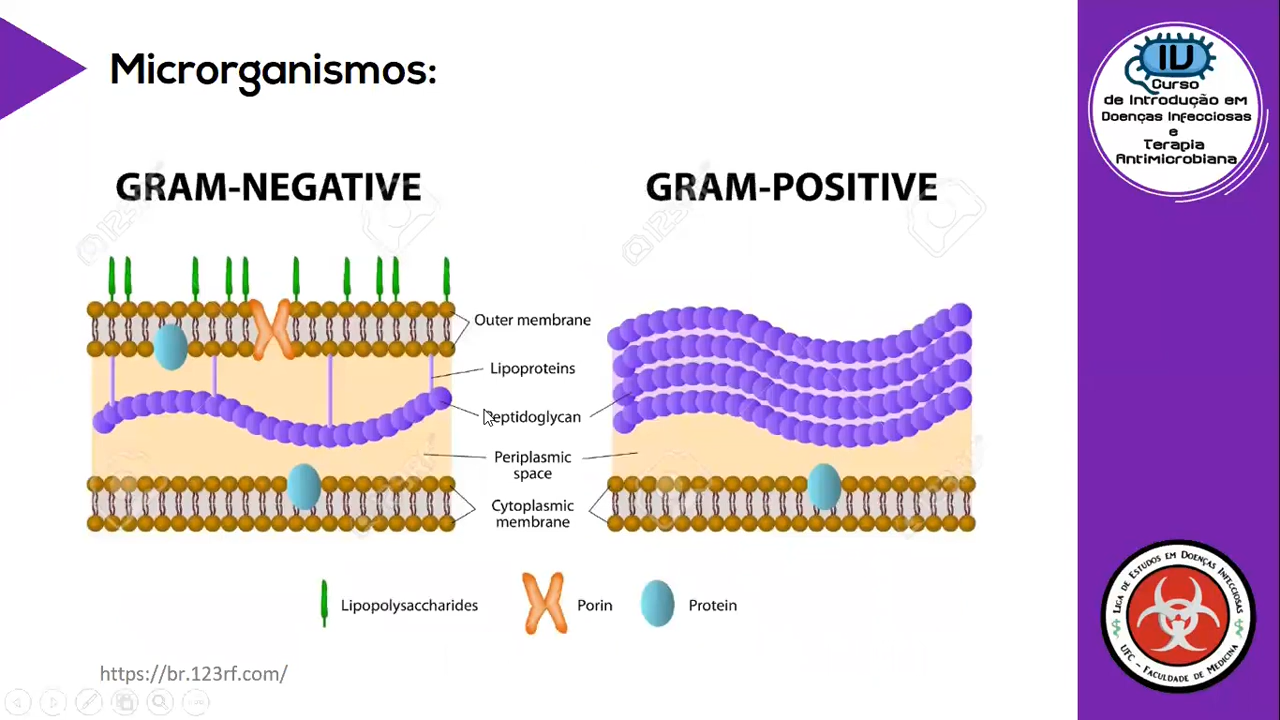 Microrganismos:
IV
Curso
de Introdução em
Doenças Infecciosas
e
Terapia
Antimicrobiana
GRAM-NEGATIVE
GRAM-POSITIVE
Outer membrane
Lipoproteins
Peptidoglycan
Periplasmic
space
Cytoplasmic
membrane
Lipopolysaccharides
Porin
Protein
https://br.123rf.com/
LIGA DE ESTUDOS EM DOENÇAS INFECCIOSAS
UFC - FACULDADE DE MEDICINA